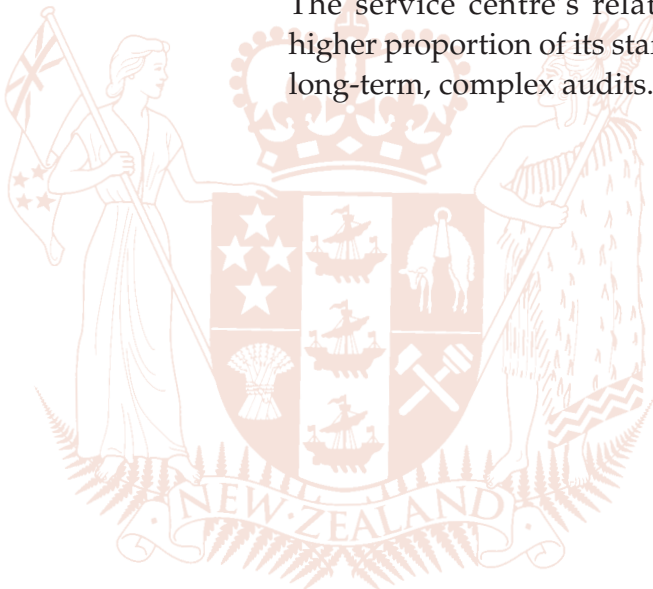 The service centre's relat
higher proportion of its sta
long-term, complex audits.
NEW·ZEALAND